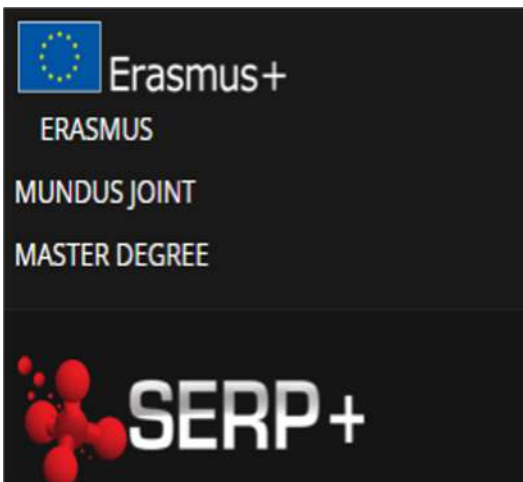 Erasmus+
ERASMUS
MUNDUS JOINT
MASTER DEGREE
SERP+